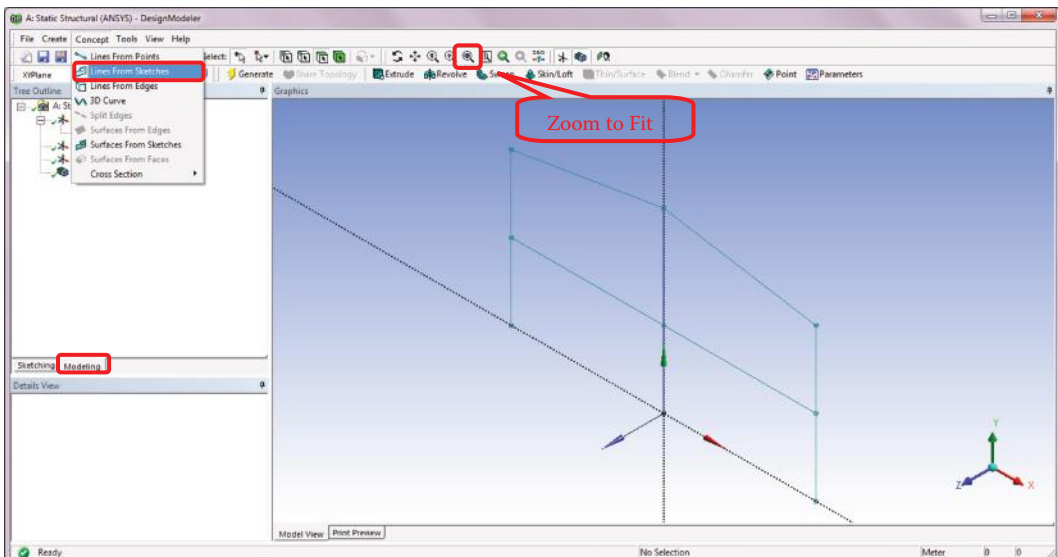 A: Static Structural (ANSYS) - DesignModeler
File Create Concept Tools View Help
Select:
XYPlane
Generate Share Topology Extrude Revolve Skin/Loft Thin/Surface Blend Chamfer Point Parameters
Lines From Points
Lines From Sketches
Lines From Edges
3D Curve
Split Edges
Surfaces From Edges
Surfaces From Sketches
Surfaces From Faces
Cross Section
Tree Outline
A: St
Graphics
Zoom to Fit
Sketching Modeling
Details View
Y
Z
X
Model View Print Preview
Ready
No Selection
Meter 0 0